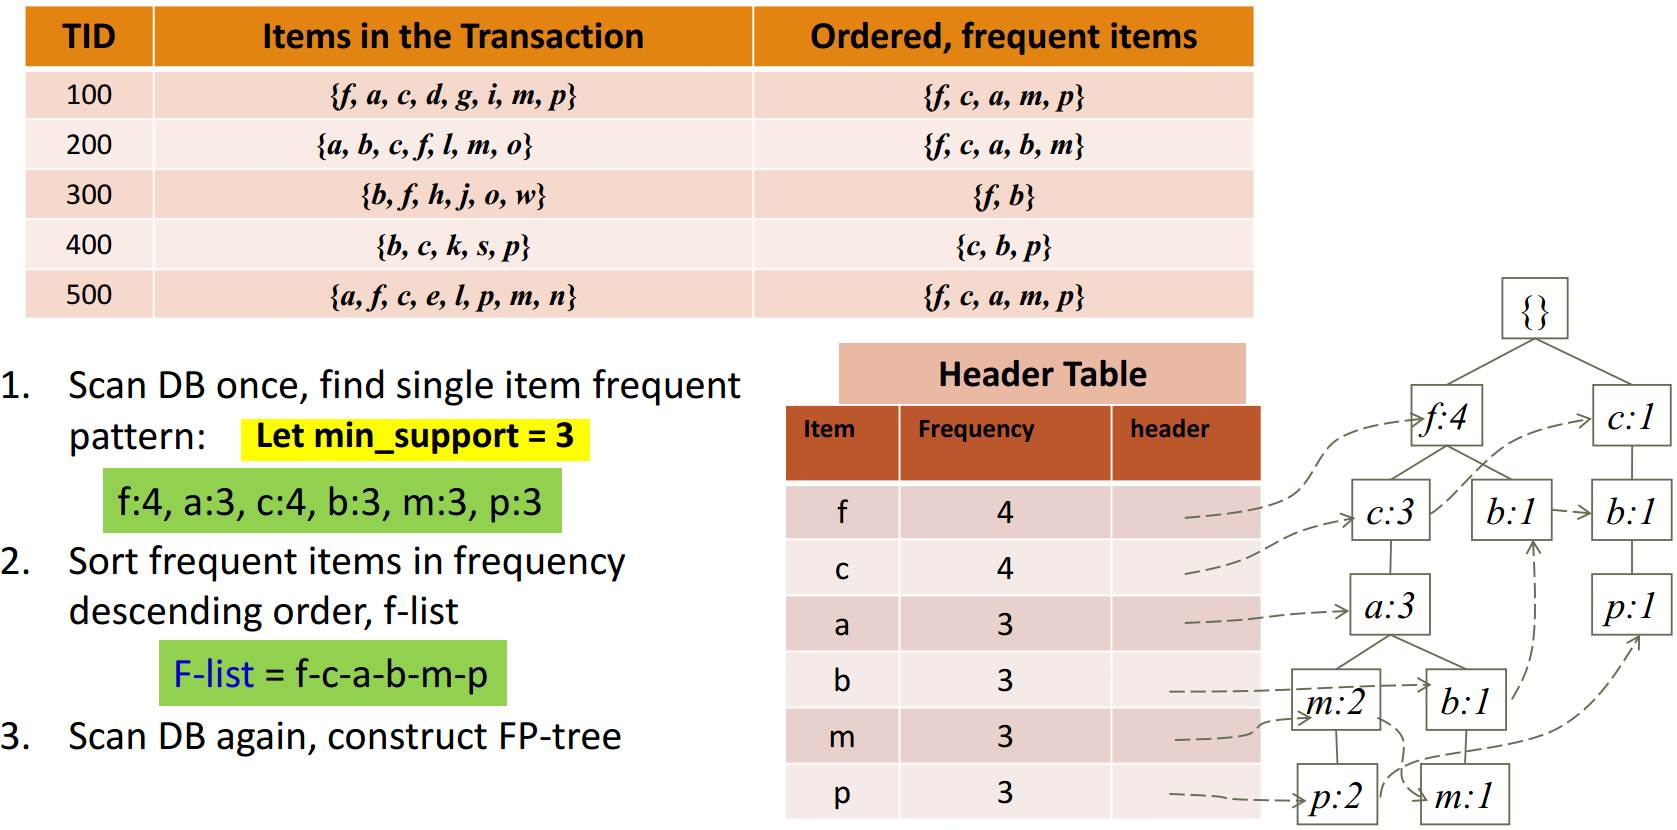 TID Items in the Transaction Ordered, frequent items
100 {f, a, c, d, g, i, m, p} {f, c, a, m, p}
200 {a, b, c, f, l, m, o} {f, c, a, b, m}
300 {b, f, h, j, o, w} {f, b}
400 {b, c, k, s, p} {c, b, p}
500 {a, f, c, e, l, p, m, n} {f, c, a, m, p}
1. Scan DB once, find single item frequent
pattern: Let min_support = 3
f:4, a:3, c:4, b:3, m:3, p:3
2. Sort frequent items in frequency
descending order, f-list
F-list = f-c-a-b-m-p
3. Scan DB again, construct FP-tree
Header Table
Item Frequency header
f 4
c 4
a 3
b 3
m 3
p 3
{}
f:4 c:1
c:3 b:1 b:1
a:3 p:1
m:2 b:1
p:2 m:1